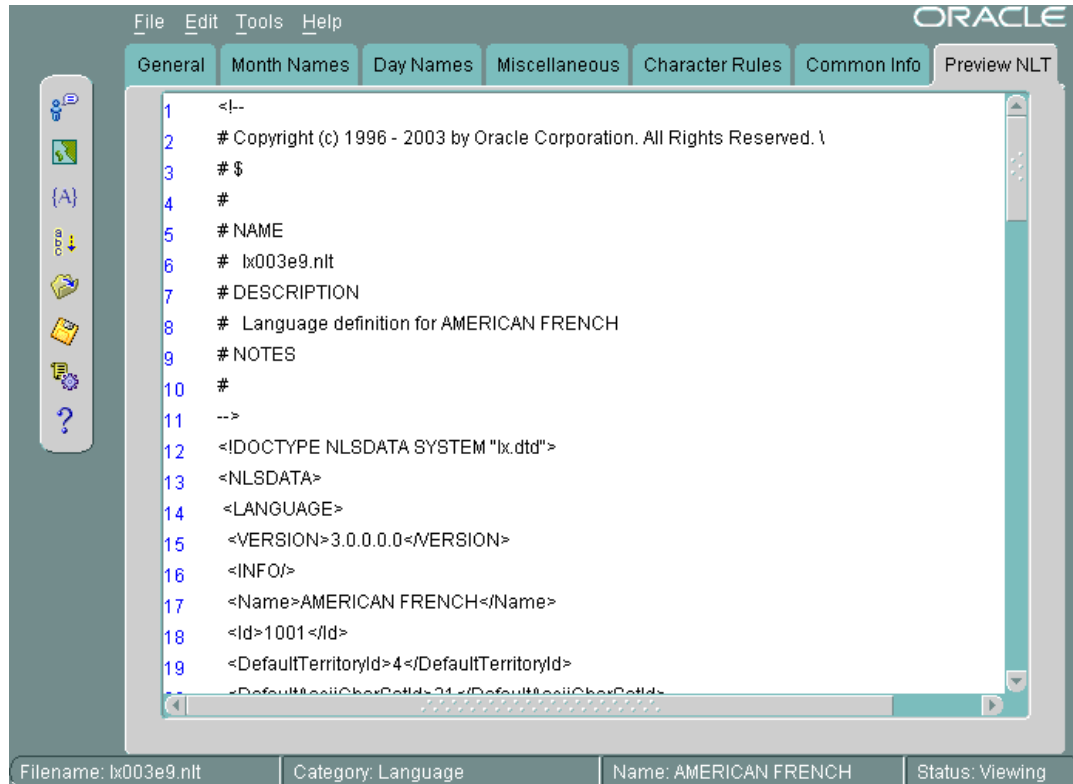 File Edit Tools Help
ORACLE
General Month Names Day Names Miscellaneous Character Rules Common Info Preview NLT
{A}
a
b
c
?
1 <!--
2 # Copyright (c) 1996 - 2003 by Oracle Corporation. All Rights Reserved. \
3 # $
4 #
5 # NAME
6 # lx003e9.nlt
7 # DESCRIPTION
8 # Language definition for AMERICAN FRENCH
9 # NOTES
10 #
11 -->
12 <!DOCTYPE NLSDATA SYSTEM "lx.dtd">
13 <NLSDATA>
14 <LANGUAGE>
15 <VERSION>3.0.0.0.0</VERSION>
16 <INFO/>
17 <Name>AMERICAN FRENCH</Name>
18 <Id>1001</Id>
19 <DefaultTerritoryId>4</DefaultTerritoryId>
<DefaultAsciiCharSetId>31</DefaultAsciiCharSetId>
Filename: lx003e9.nlt Category: Language Name: AMERICAN FRENCH Status: Viewing